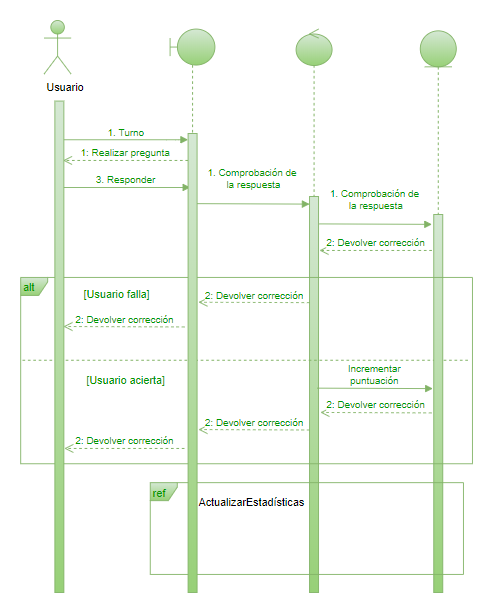 Usuario
1. Turno
1: Realizar pregunta
3. Responder
1. Comprobación de
la respuesta
1. Comprobación de
la respuesta
2: Devolver corrección
alt
[Usuario falla]
2: Devolver corrección
2: Devolver corrección
[Usuario acierta]
Incrementar
puntuación
2: Devolver corrección
2: Devolver corrección
2: Devolver corrección
ref
ActualizarEstadísticas